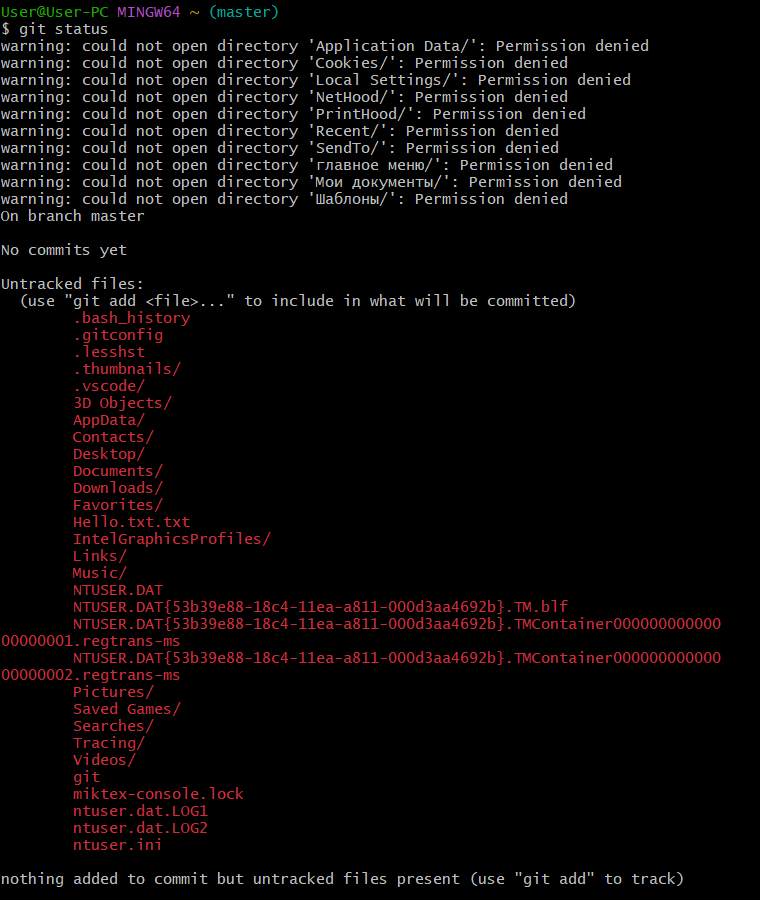 User@User-PC MINGW64 ~ (master)
$ git status
warning: could not open directory 'Application Data/': Permission denied
warning: could not open directory 'Cookies/': Permission denied
warning: could not open directory 'Local Settings/': Permission denied
warning: could not open directory 'NetHood/': Permission denied
warning: could not open directory 'PrintHood/': Permission denied
warning: could not open directory 'Recent/': Permission denied
warning: could not open directory 'SendTo/': Permission denied
warning: could not open directory 'главное меню/': Permission denied
warning: could not open directory 'Мои документы/': Permission denied
warning: could not open directory 'Шаблоны/': Permission denied
On branch master
No commits yet
Untracked files:
  (use "git add <file>..." to include in what will be committed)
        .bash_history
        .gitconfig
        .lesshst
        .thumbnails/
        .vscode/
        3D Objects/
        AppData/
        Contacts/
        Desktop/
        Documents/
        Downloads/
        Favorites/
        Hello.txt.txt
        IntelGraphicsProfiles/
        Links/
        Music/
        NTUSER.DAT
        NTUSER.DAT{53b39e88-18c4-11ea-a811-000d3aa4692b}.TM.blf
        NTUSER.DAT{53b39e88-18c4-11ea-a811-000d3aa4692b}.TMContainer000000000000
00000001.regtrans-ms
        NTUSER.DAT{53b39e88-18c4-11ea-a811-000d3aa4692b}.TMContainer000000000000
00000002.regtrans-ms
        Pictures/
        Saved Games/
        Searches/
        Tracing/
        Videos/
        git
        miktex-console.lock
        ntuser.dat.LOG1
        ntuser.dat.LOG2
        ntuser.ini
nothing added to commit but untracked files present (use "git add" to track)